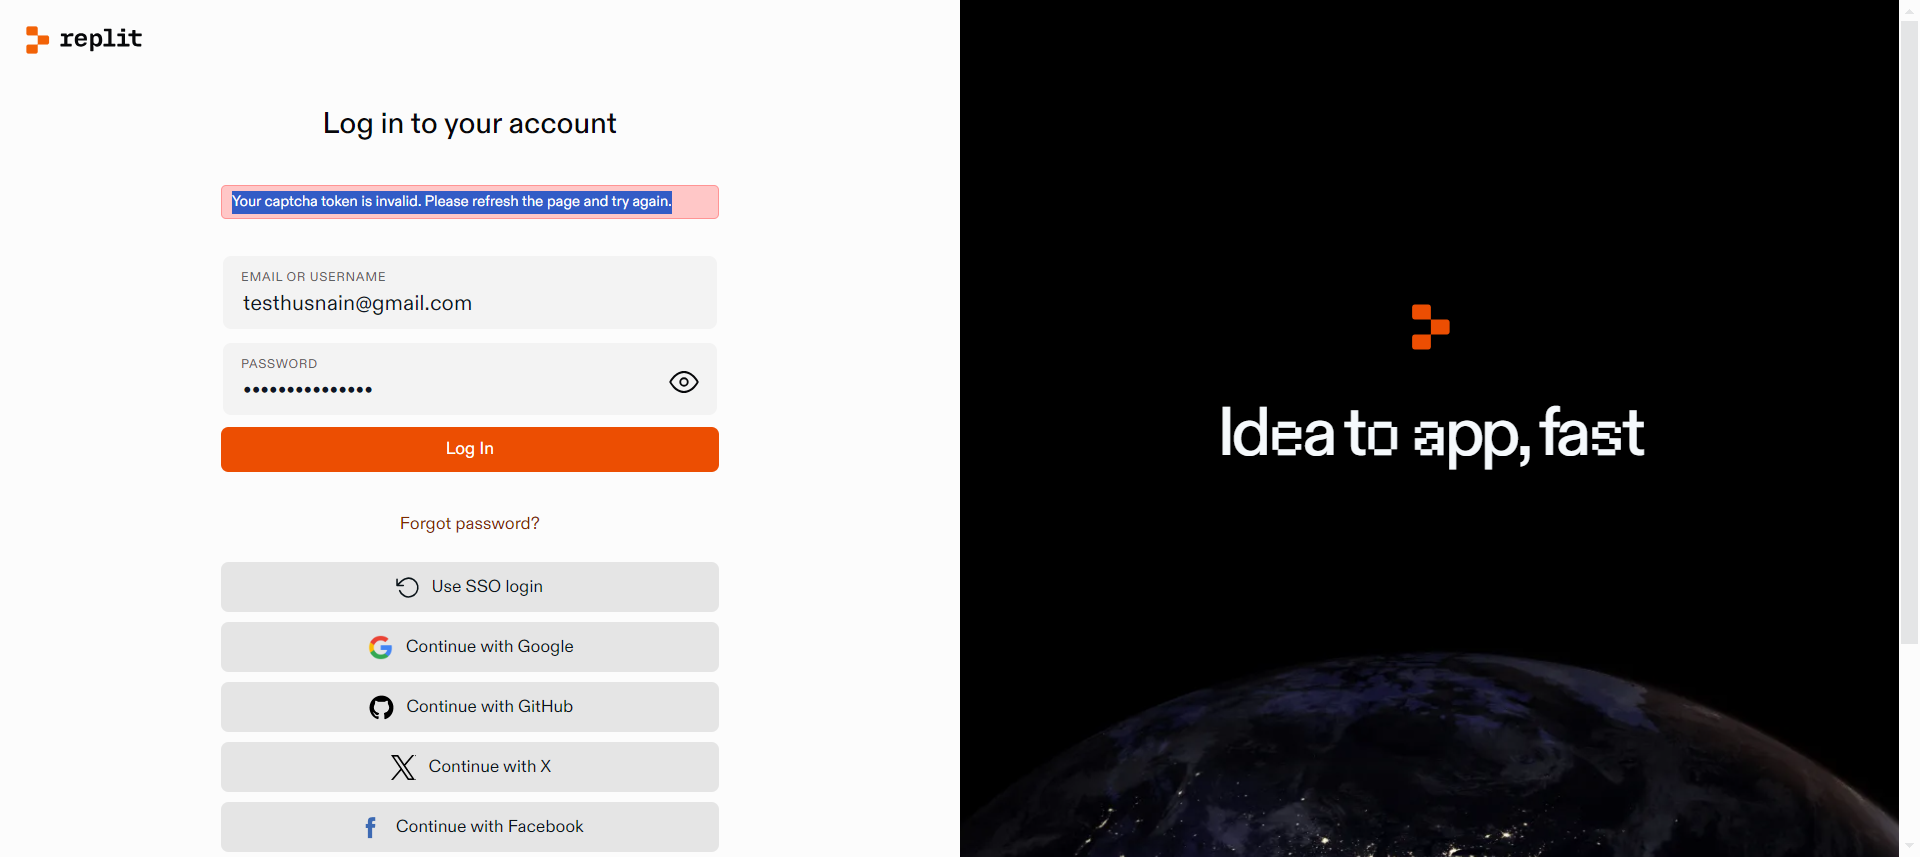 replit
Log in to your account
Your captcha token is invalid. Please refresh the page and try again.
EMAIL OR USERNAME
testhusnain@gmail.com
PASSWORD
•••••••••••••••
Log In
Forgot password?
Use SSO login
Continue with Google
Continue with GitHub
Continue with X
Continue with Facebook
Idea to app, fast